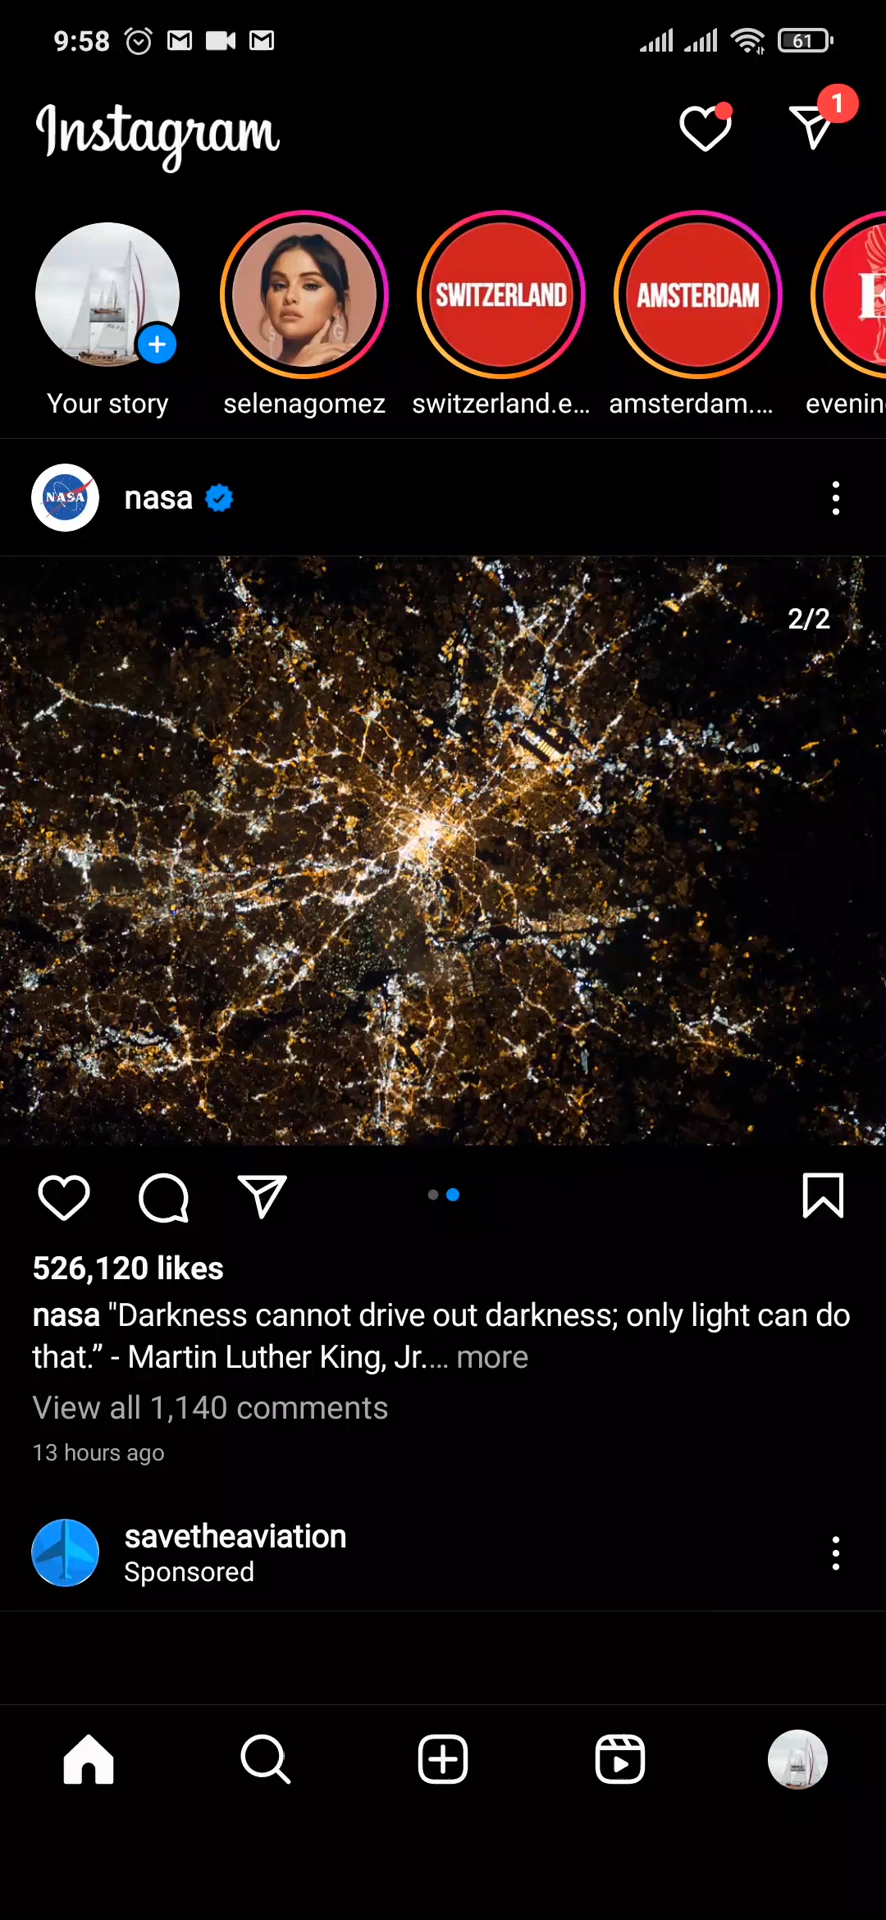 9:58
61
Instagram
1
SWITZERLAND
AMSTERDAM
E
Your story
selenagomez
switzerland.e...
amsterdam....
evenin
NASA
nasa
2/2
526,120 likes
nasa "Darkness cannot drive out darkness; only light can do
that.” - Martin Luther King, Jr.... more
View all 1,140 comments
13 hours ago
savetheaviation
Sponsored